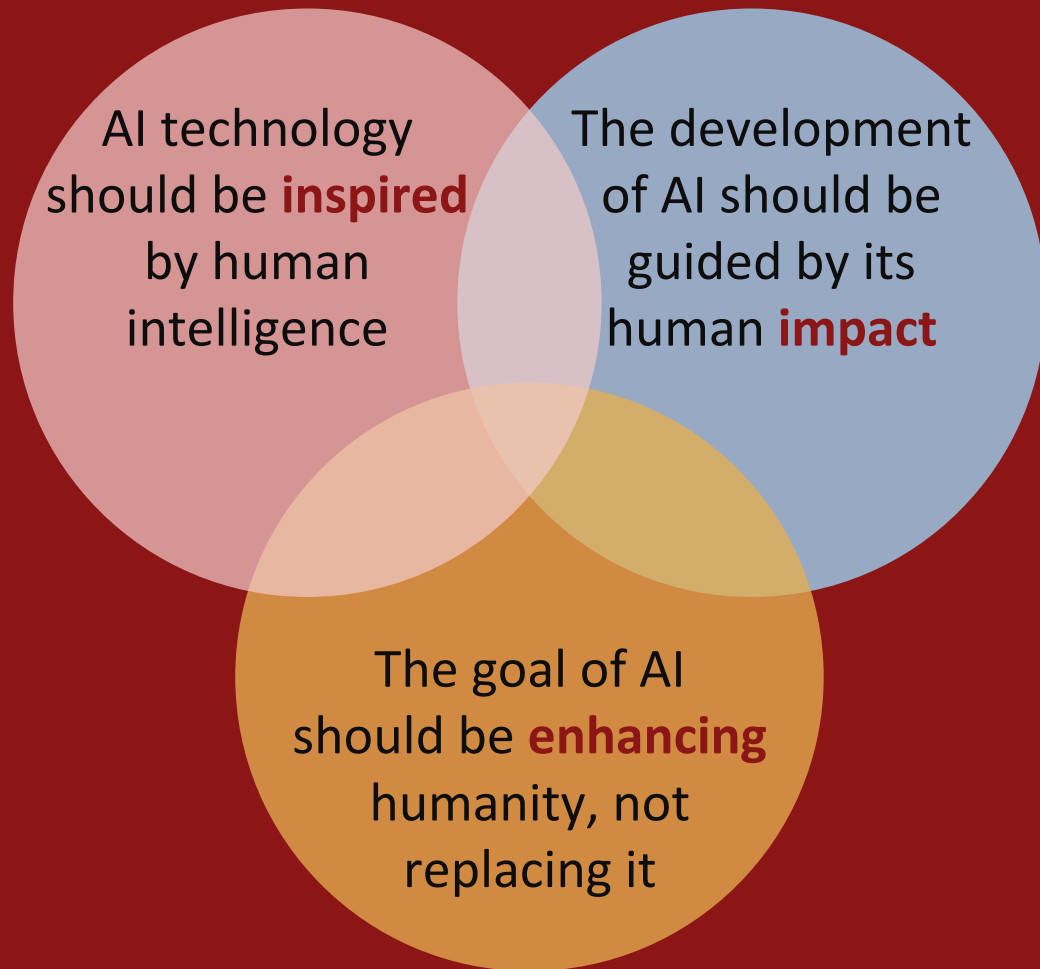 AI technology
should be inspired
by human
intelligence
The development
of AI should be
guided by its
human impact
The goal of AI
should be enhancing
humanity, not
replacing it